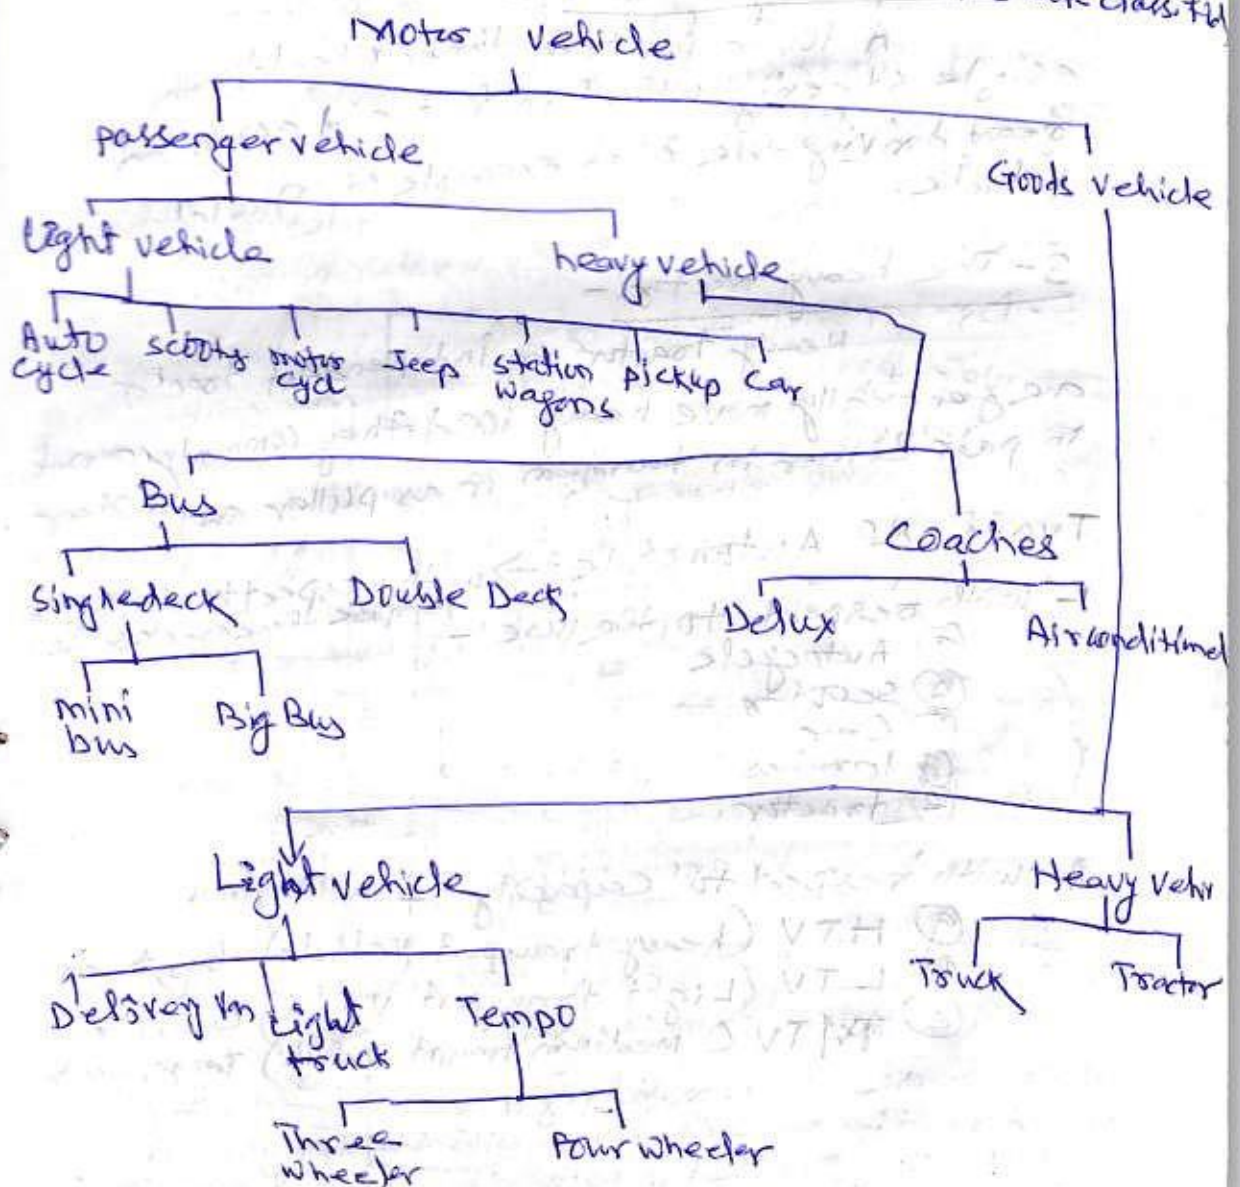 Motor vehicle
passenger vehicle
Goods vehicle
Light vehicle
heavy vehicle
Auto
cycle
scooty
motor
cycl
Jeep
station
wagons
pickup
car
Bus
Coaches
Singledeck
Double Deck
Delux
Airconditined
mini
bus
Big Bus
Light vehicle
Heavy vehi
Delivery vn
Light
truck
Tempo
Truck
Tractor
Three
wheeler
Four wheeler